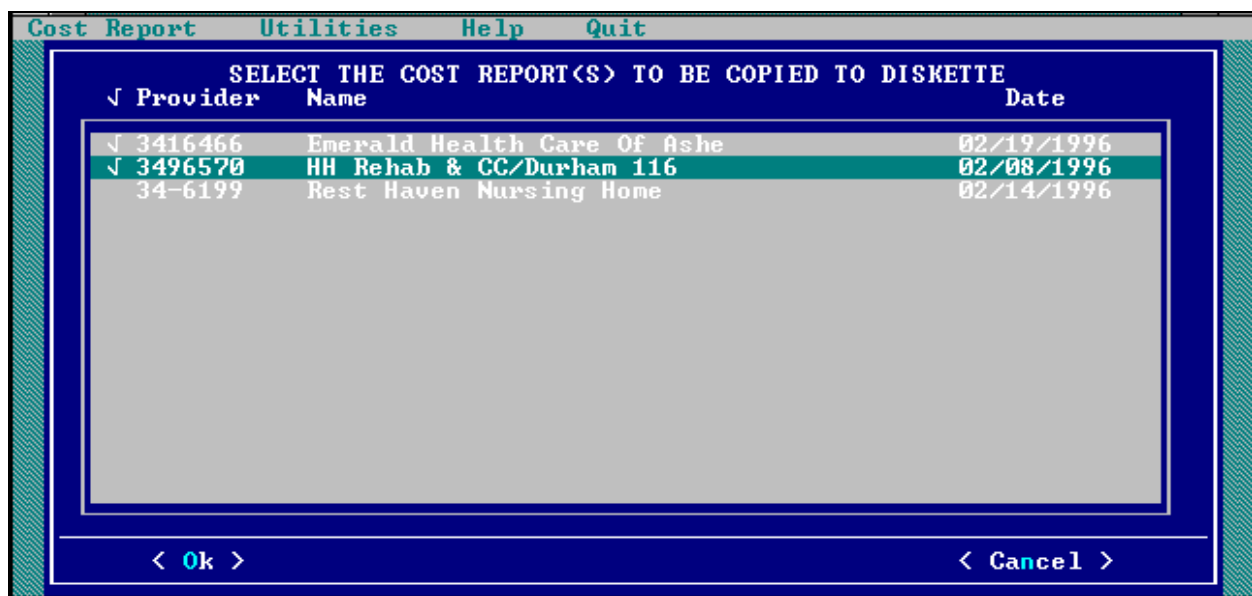 Cost Report Utilities Help Quit
SELECT THE COST REPORT(S) TO BE COPIED TO DISKETTE
√ Provider Name Date
√ 3416466 Emerald Health Care Of Ashe 02/19/1996
√ 3496570 HH Rehab & CC/Durham 116 02/08/1996
34-6199 Rest Haven Nursing Home 02/14/1996
< Ok > < Cancel >